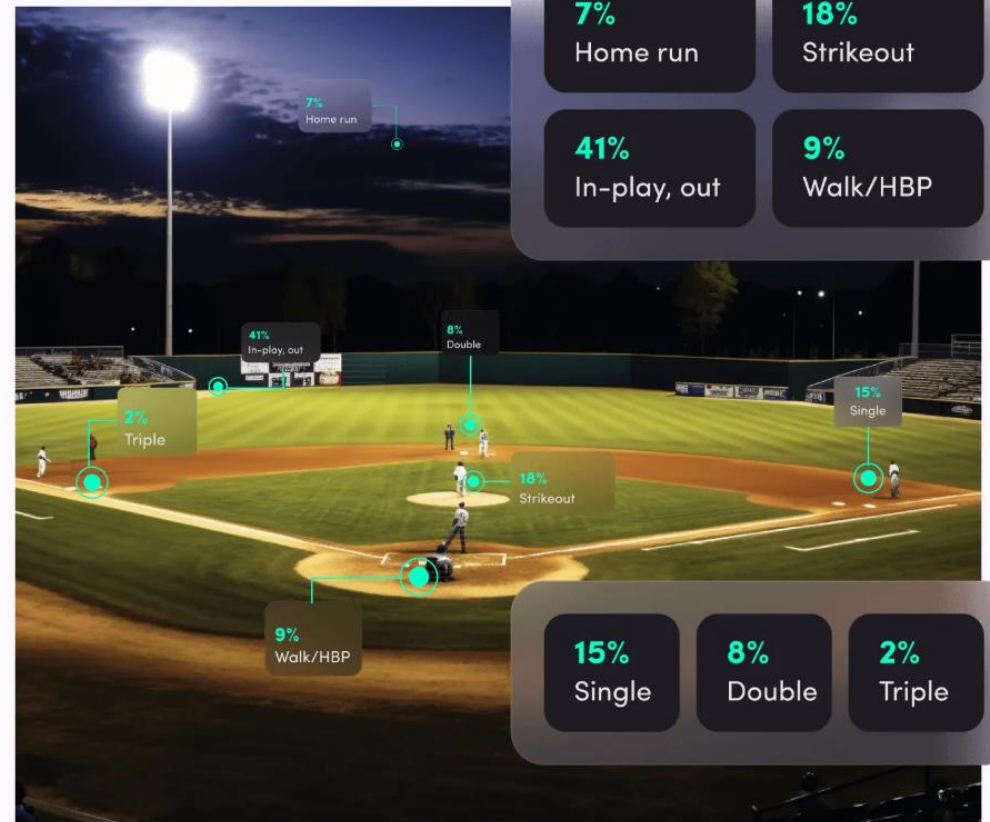 7%
Home run
18%
Strikeout
41%
In-play, out
9%
Walk/HBP
7%
Home run
41%
In-play, out
8%
Double
2%
Triple
15%
Single
18%
Strikeout
9%
Walk/HBP
15%
Single
8%
Double
2%
Triple